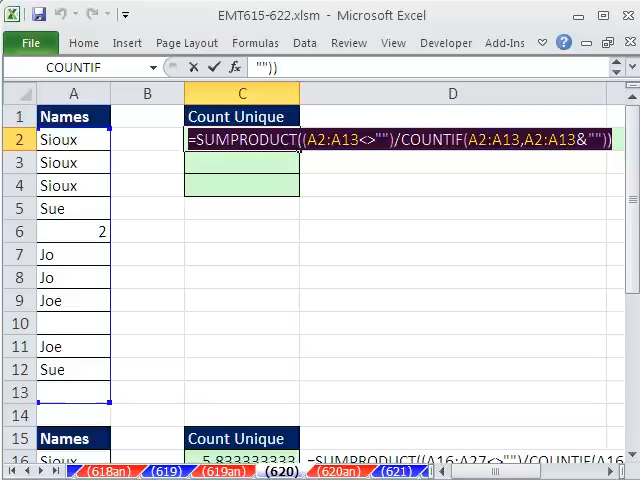 EMT615-622.xlsm - Microsoft Excel
File Home Insert Page Layout Formulas Data Review View Developer Add-Ins
COUNTIF fx ""))
A B C D
1 Names Count Unique
2 Sioux =SUMPRODUCT((A2:A13<>"")/COUNTIF(A2:A13,A2:A13&""))
3 Sioux
4 Sioux
5 Sue
6 2
7 Jo
8 Jo
9 Joe
10
11 Joe
12 Sue
13
14
15 Names Count Unique
16 Sioux 5.833333333 =SUMPRODUCT((A16:A27<>"")/COUNTIF(A16
(618an) (619) (619an) (620) (620an) (621)